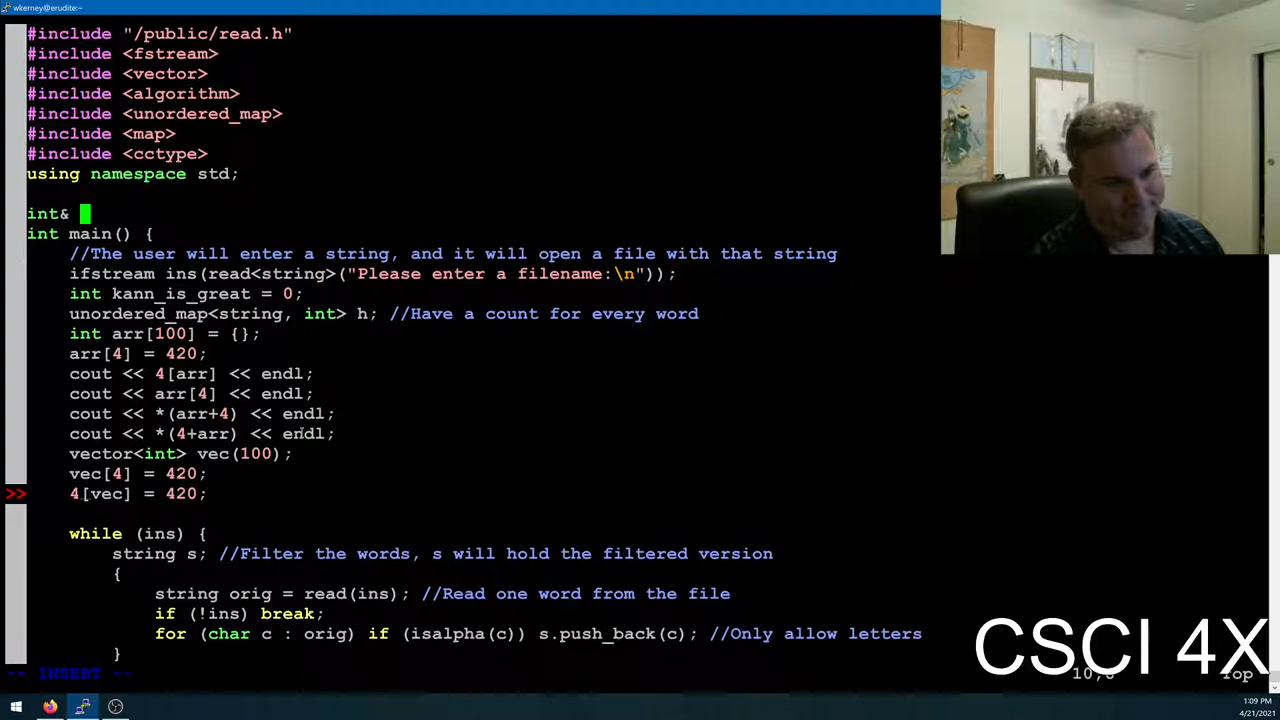 wkerney@erudite:~
#include "/public/read.h"
#include <fstream>
#include <vector>
#include <algorithm>
#include <unordered_map>
#include <map>
#include <cctype>
using namespace std;
int&
int main() {
//The user will enter a string, and it will open a file with that string
ifstream ins(read<string>("Please enter a filename:\n"));
int kann_is_great = 0;
unordered_map<string, int> h; //Have a count for every word
int arr[100] = {};
arr[4] = 420;
cout << 4[arr] << endl;
cout << arr[4] << endl;
cout << *(arr+4) << endl;
cout << *(4+arr) << endl;
vector<int> vec(100);
vec[4] = 420;
>> 4[vec] = 420;
while (ins) {
string s; //Filter the words, s will hold the filtered version
{
string orig = read(ins); //Read one word from the file
if (!ins) break;
for (char c : orig) if (isalpha(c)) s.push_back(c); //Only allow letters
}
-- INSERT --
Top
CSCI 4X
1:09 PM
4/21/2021